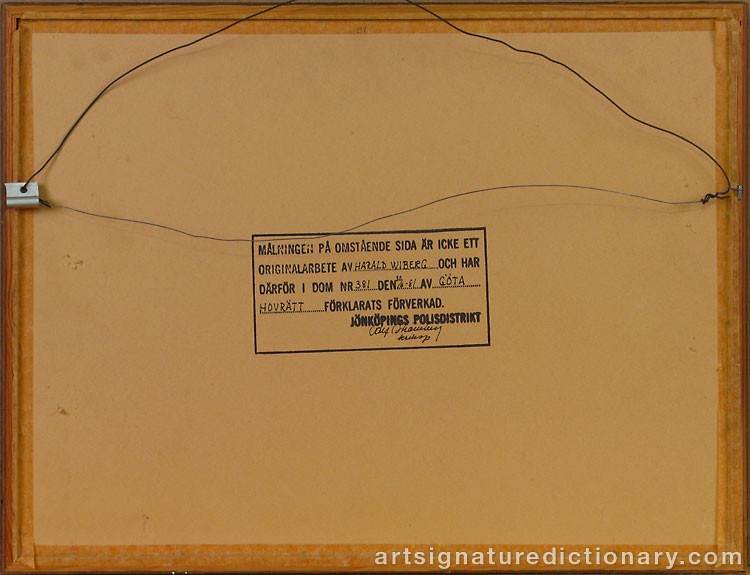 MÅLNINGEN PÅ OMSTÅENDE SIDA ÄR ICKE ETT
ORIGINALARBETE AV HARALD WIBERG OCH HAR
DÄRFÖR I DOM NR 381 DEN -81 AV GÖTA
HOVRÄTT FÖRKLARATS FÖRVERKAD.
JÖNKÖPINGS POLISDISTRIKT
artsignaturedictionary.com